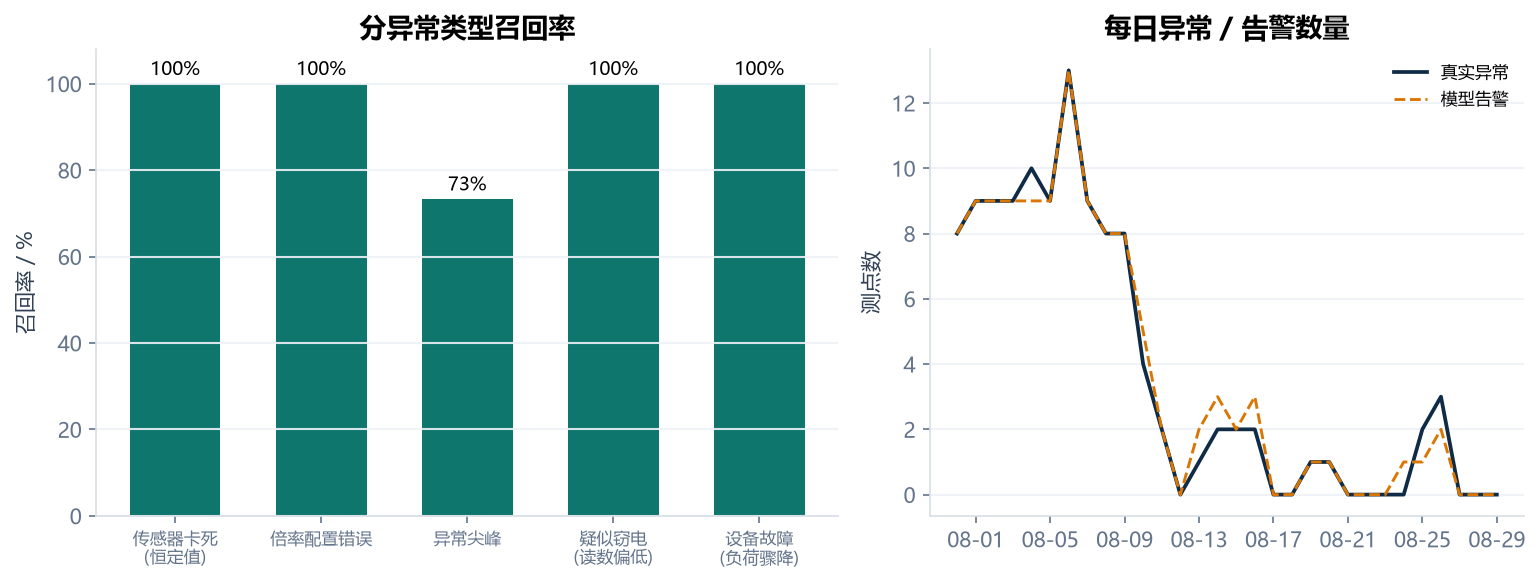 分异常类型召回率
召回率 / %
100
80
60
40
20
0
100%
100%
73%
100%
100%
传感器卡死
(恒定值)
倍率配置错误
异常尖峰
疑似窃电
(读数偏低)
设备故障
(负荷骤降)
每日异常 / 告警数量
测点数
12
10
8
6
4
2
0
真实异常
模型告警
08-01
08-05
08-09
08-13
08-17
08-21
08-25
08-29